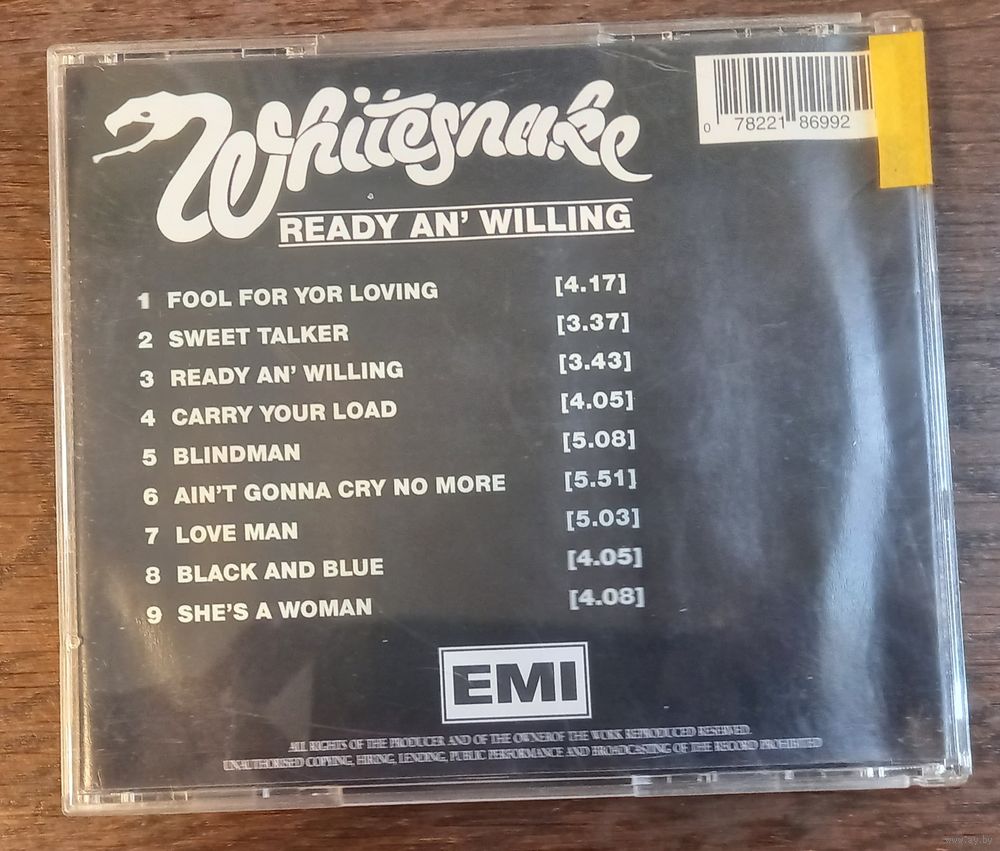 Whitesnake
READY AN' WILLING
0 78221 86992
1 FOOL FOR YOR LOVING [4.17]
2 SWEET TALKER [3.37]
3 READY AN' WILLING [3.43]
4 CARRY YOUR LOAD [4.05]
5 BLINDMAN [5.08]
6 AIN'T GONNA CRY NO MORE [5.51]
7 LOVE MAN [5.03]
8 BLACK AND BLUE [4.05]
9 SHE'S A WOMAN [4.08]
EMI
ALL RIGHTS OF THE PRODUCER AND OF THE OWNEROF THE WORK REPRODUCED RESERVED.
UNAUTHORISED COPYING, HIRING, LENDING, PUBLIC PERFORMANCE AND BROADCASTING OF THE RECORD PROHIBITED
www.ay.by